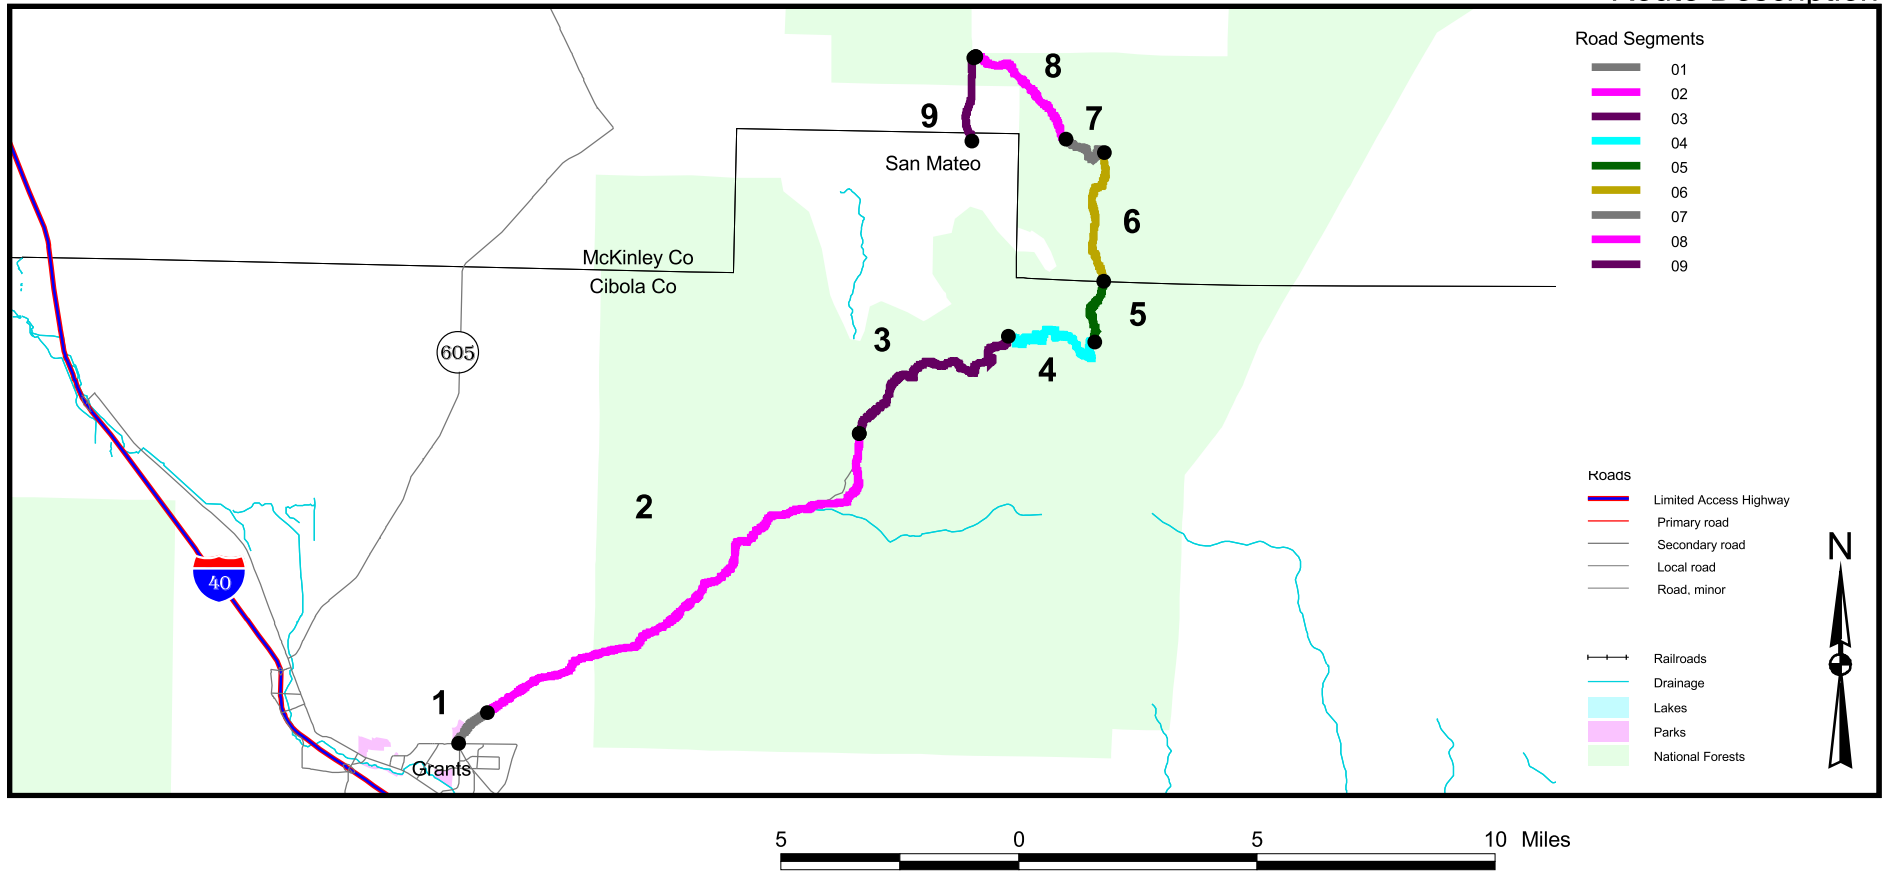 Route Description
Road Segments
01
02
03
04
05
06
07
08
09
8
7
9
San Mateo
6
McKinley Co
Cibola Co
5
3
605
4
2
40
1
Grants
Roads
Limited Access Highway
Primary road
Secondary road
Local road
Road, minor
N
Railroads
Drainage
Lakes
Parks
National Forests
5 0 5 10 Miles